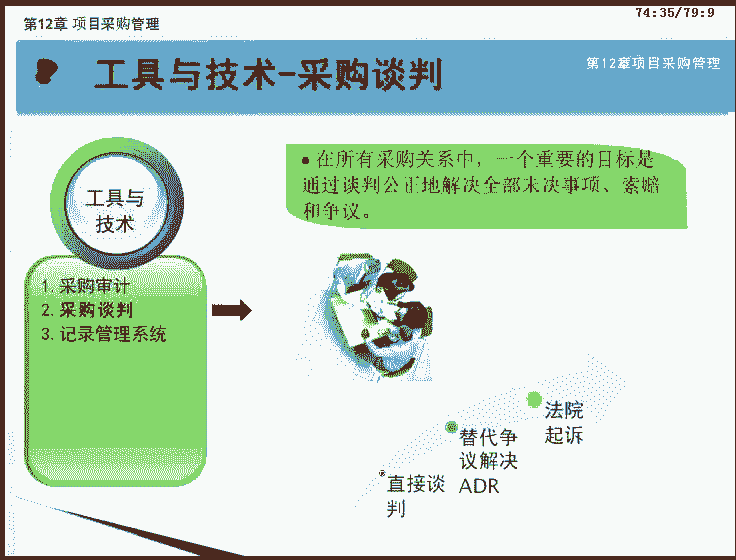 第12章 项目采购管理
74:35/79:9
工具与技术-采购谈判
第12章项目采购管理
工具与
技术
1. 采购审计
2. 采购谈判
3. 记录管理系统
● 在所有采购关系中，一个重要的目标是
通过谈判公正地解决全部未决事项、索赔
和争议。
直接谈
判
替代争
议解决
ADR
法院
起诉